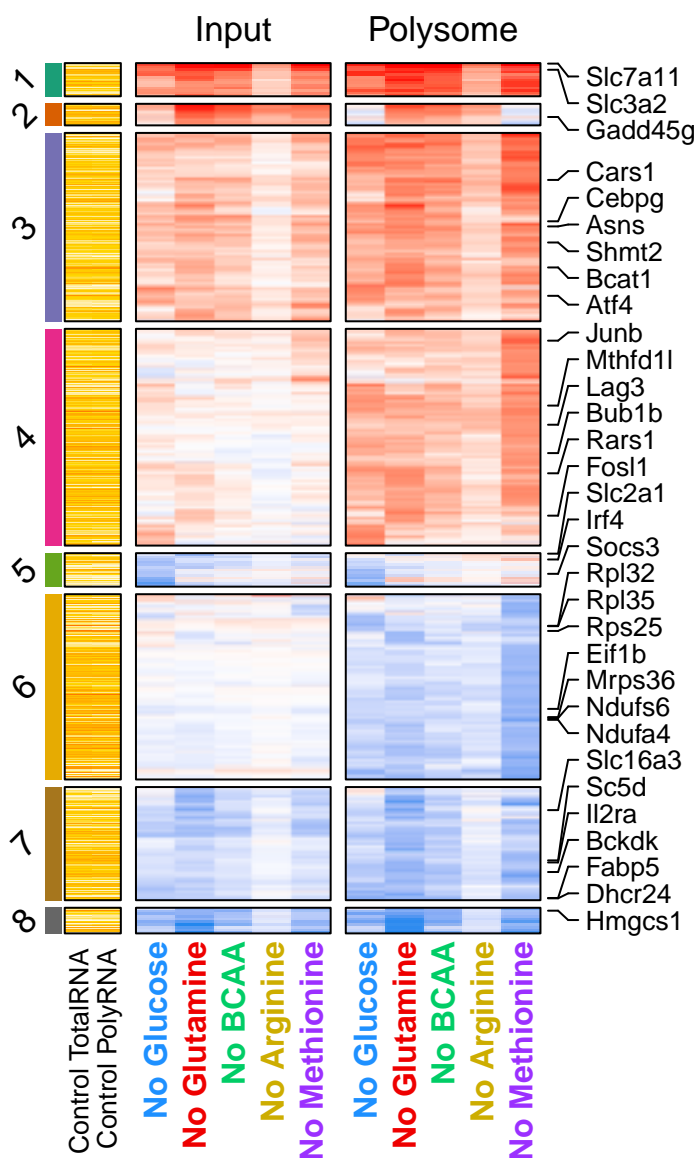 Input
Polysome
1
2
3
4
5
6
7
8
Slc7a11
Slc3a2
Gadd45g
Cars1
Cebpg
Asns
Shmt2
Bcat1
Atf4
Junb
Mthfd1l
Lag3
Bub1b
Rars1
Fosl1
Slc2a1
Irf4
Socs3
Rpl32
Rpl35
Rps25
Eif1b
Mrps36
Ndufs6
Ndufa4
Slc16a3
Sc5d
Il2ra
Bckdk
Fabp5
Dhcr24
Hmgcs1
Control TotalRNA
Control PolyRNA
No Glucose
No Glutamine
No BCAA
No Arginine
No Methionine
No Glucose
No Glutamine
No BCAA
No Arginine
No Methionine